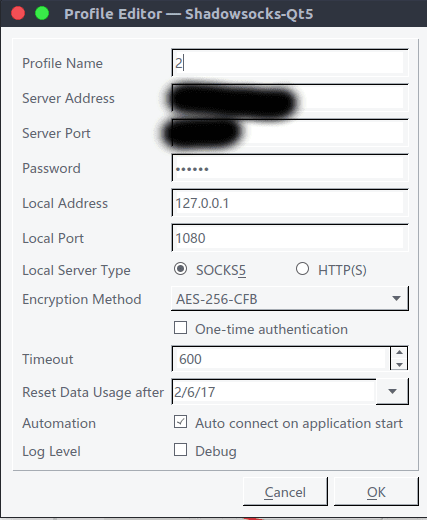 Profile Editor — Shadowsocks-Qt5
Profile Name 2
Server Address
Server Port
Password ••••••
Local Address 127.0.0.1
Local Port 1080
Local Server Type SOCKS5 HTTP(S)
Encryption Method AES-256-CFB
One-time authentication
Timeout 600
Reset Data Usage after 2/6/17
Automation Auto connect on application start
Log Level Debug
Cancel OK